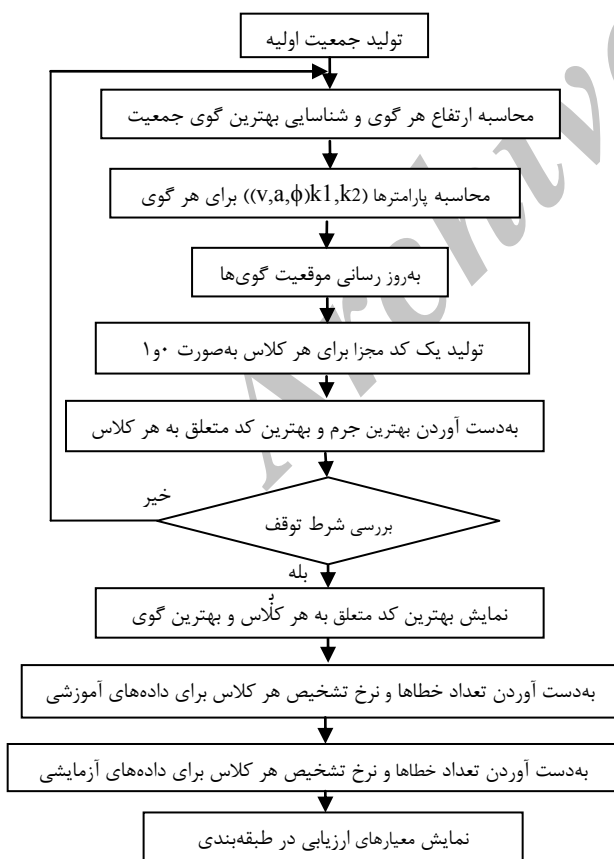 تولید جمعیت اولیه
محاسبه ارتفاع هر گوی و شناسایی بهترین گوی جمعیت
محاسبه پارامترها (v,a,ϕ)k1,k2)) برای هر گوی
به‌روز رسانی موقعیت گوی‌ها
تولید یک کد مجزا برای هر کلاس به‌صورت ۰و۱
به‌دست آوردن بهترین جرم و بهترین کد متعلق به هر کلاس
خیر
بررسی شرط توقف
بله
نمایش بهترین کد متعلق به هر کلاس و بهترین گوی
به‌دست آوردن تعداد خطاها و نرخ تشخیص هر کلاس برای داده‌های آموزشی
به‌دست آوردن تعداد خطاها و نرخ تشخیص هر کلاس برای داده‌های آزمایشی
نمایش معیارهای ارزیابی در طبقه‌بندی
Archive